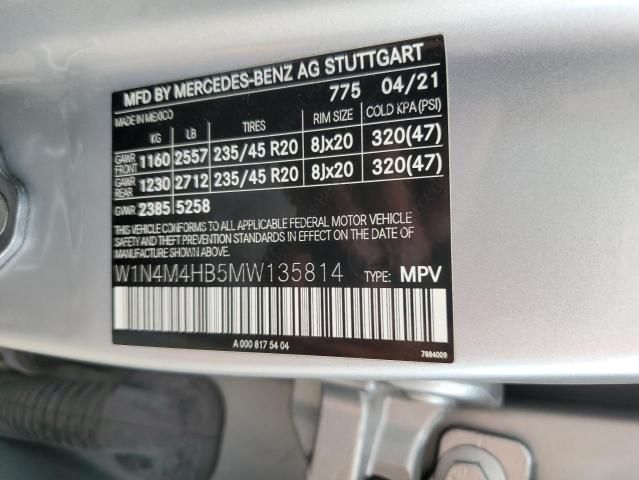 MFD BY MERCEDES-BENZ AG STUTTGART
MADE IN MEXICO 775 04/21
KG LB TIRES RIM SIZE COLD KPA(PSI)
GAWR FRONT 1160 2557 235/45 R20 8Jx20 320(47)
GAWR REAR 1230 2712 235/45 R20 8Jx20 320(47)
GVWR 2385 5258
THIS VEHICLE CONFORMS TO ALL APPLICABLE FEDERAL MOTOR VEHICLE
SAFETY AND THEFT PREVENTION STANDARDS IN EFFECT ON THE DATE OF
MANUFACTURE SHOWN ABOVE.
W1N4M4HB5MW135814 TYPE: MPV
A 000 817 54 04
7884009